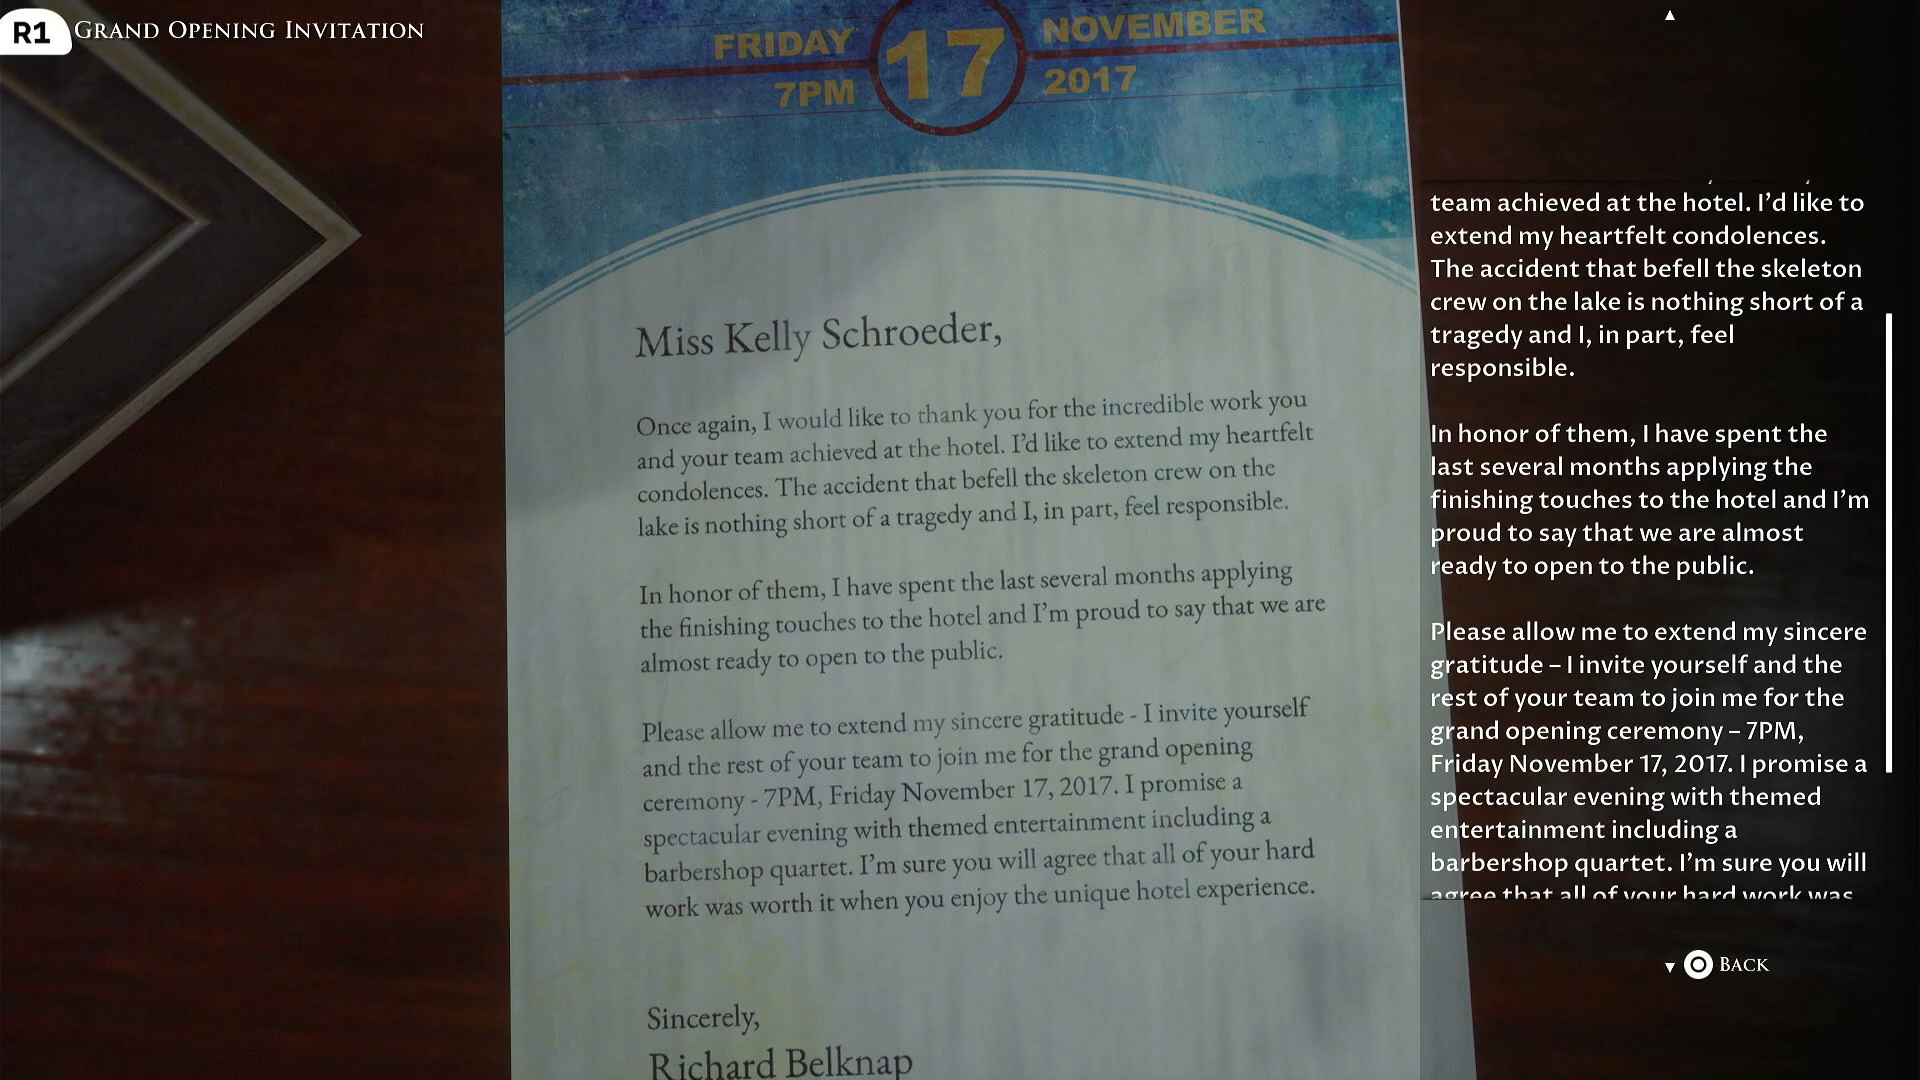 R1 GRAND OPENING INVITATION
FRIDAY 17 NOVEMBER
7PM 2017
Miss Kelly Schroeder,
Once again, I would like to thank you for the incredible work you
and your team achieved at the hotel. I'd like to extend my heartfelt
condolences. The accident that befell the skeleton crew on the
lake is nothing short of a tragedy and I, in part, feel responsible.
In honor of them, I have spent the last several months applying
the finishing touches to the hotel and I'm proud to say that we are
almost ready to open to the public.
Please allow me to extend my sincere gratitude - I invite yourself
and the rest of your team to join me for the grand opening
ceremony - 7PM, Friday November 17, 2017. I promise a
spectacular evening with themed entertainment including a
barbershop quartet. I'm sure you will agree that all of your hard
work was worth it when you enjoy the unique hotel experience.
Sincerely,
Richard Belknap
team achieved at the hotel. I'd like to
extend my heartfelt condolences.
The accident that befell the skeleton
crew on the lake is nothing short of a
tragedy and I, in part, feel
responsible.
In honor of them, I have spent the
last several months applying the
finishing touches to the hotel and I'm
proud to say that we are almost
ready to open to the public.
Please allow me to extend my sincere
gratitude – I invite yourself and the
rest of your team to join me for the
grand opening ceremony – 7PM,
Friday November 17, 2017. I promise a
spectacular evening with themed
entertainment including a
barbershop quartet. I'm sure you will
agree that all of your hard work was
BACK